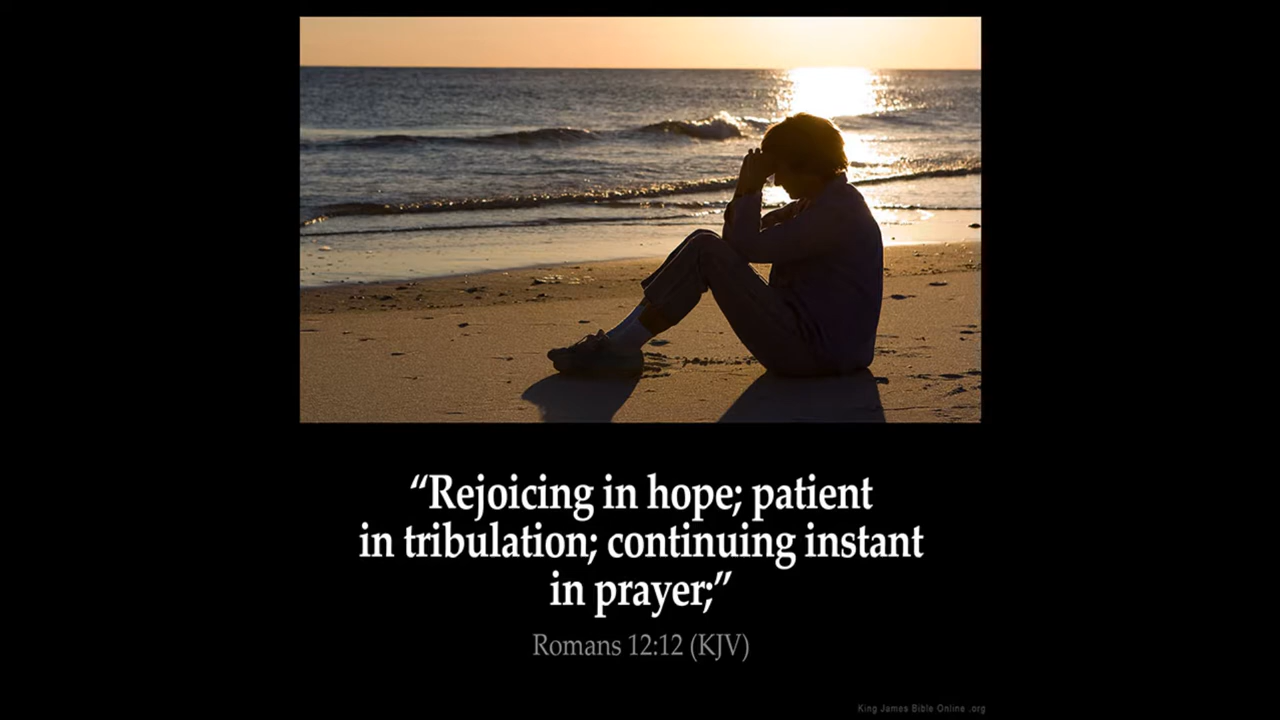 “Rejoicing in hope; patient
in tribulation; continuing instant
in prayer;”
Romans 12:12 (KJV)
King James Bible Online .org